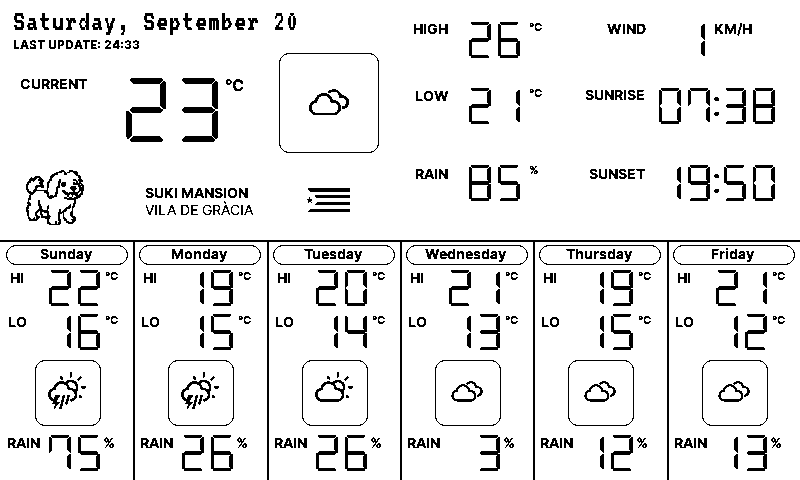 Saturday, September 20
LAST UPDATE: 24:33
CURRENT 23 °C
HIGH 26 °C
LOW 21 °C
RAIN 85 %
WIND 1 KM/H
SUNRISE 07:38
SUNSET 19:50
SUKI MANSION
VILA DE GRÀCIA
Sunday
HI 22 °C
LO 16 °C
RAIN 75 %
Monday
HI 19 °C
LO 15 °C
RAIN 26 %
Tuesday
HI 20 °C
LO 14 °C
RAIN 26 %
Wednesday
HI 21 °C
LO 13 °C
RAIN 3 %
Thursday
HI 19 °C
LO 15 °C
RAIN 12 %
Friday
HI 21 °C
LO 12 °C
RAIN 13 %